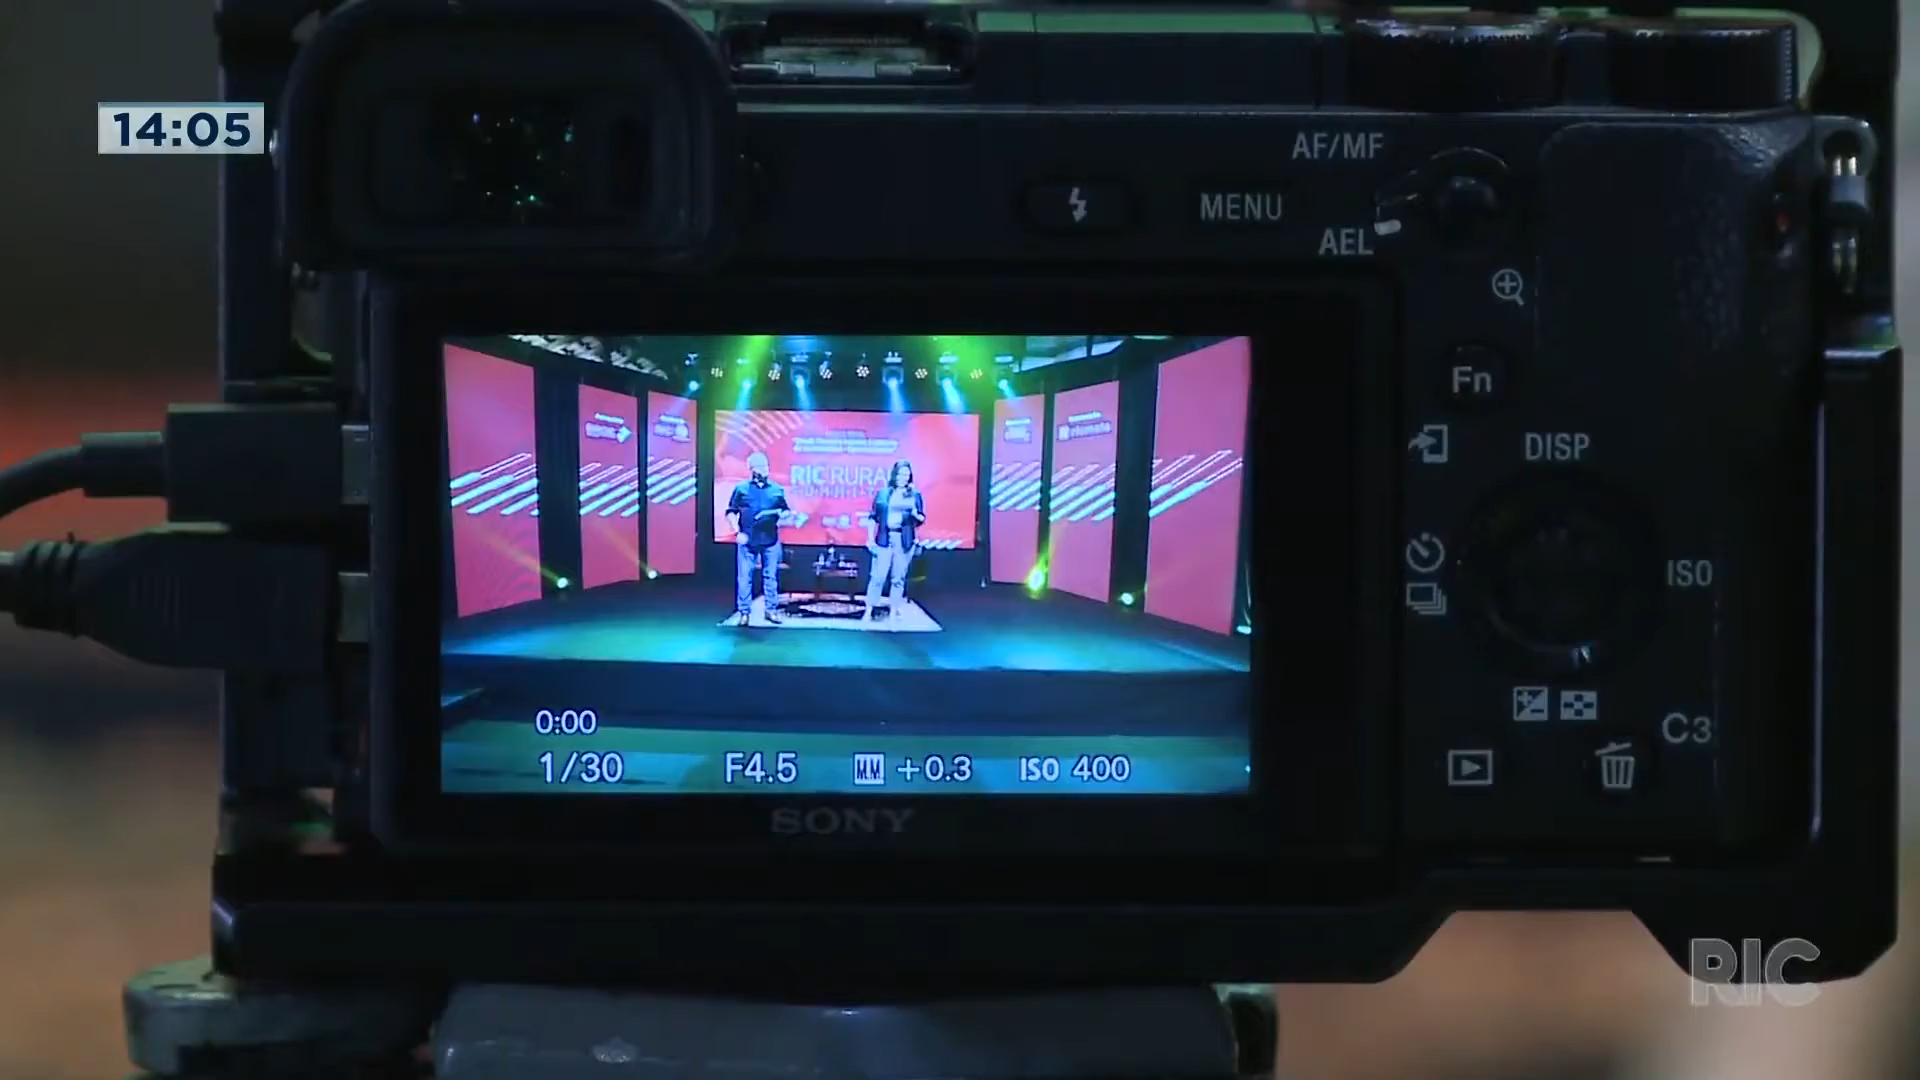 14:05
AF/MF
MENU
AEL
Fn
DISP
RIC RURAL
ISO
0:00
C3
1/30 F4.5 MM +0.3 ISO 400
SONY
RIC